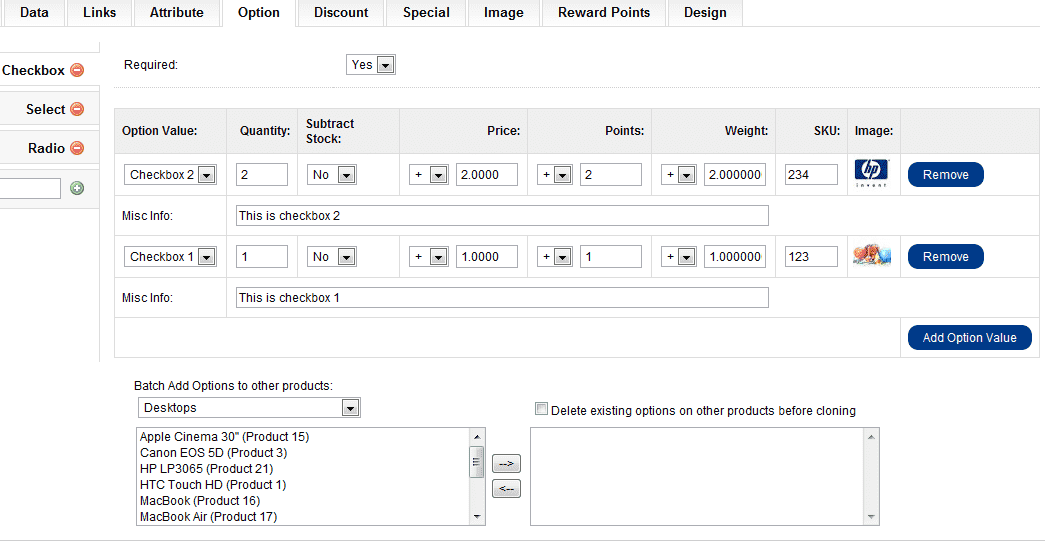 Data Links Attribute Option Discount Special Image Reward Points Design
Checkbox
Select
Radio
Required: Yes
Option Value: Quantity: Subtract Stock: Price: Points: Weight: SKU: Image:
Checkbox 2 2 No + 2.0000 + 2 + 2.000000 234 hp invent Remove
Misc Info: This is checkbox 2
Checkbox 1 1 No + 1.0000 + 1 + 1.000000 123 Remove
Misc Info: This is checkbox 1
Add Option Value
Batch Add Options to other products:
Desktops
Delete existing options on other products before cloning
Apple Cinema 30" (Product 15)
Canon EOS 5D (Product 3)
HP LP3065 (Product 21)
HTC Touch HD (Product 1)
MacBook (Product 16)
MacBook Air (Product 17)
-->
<--